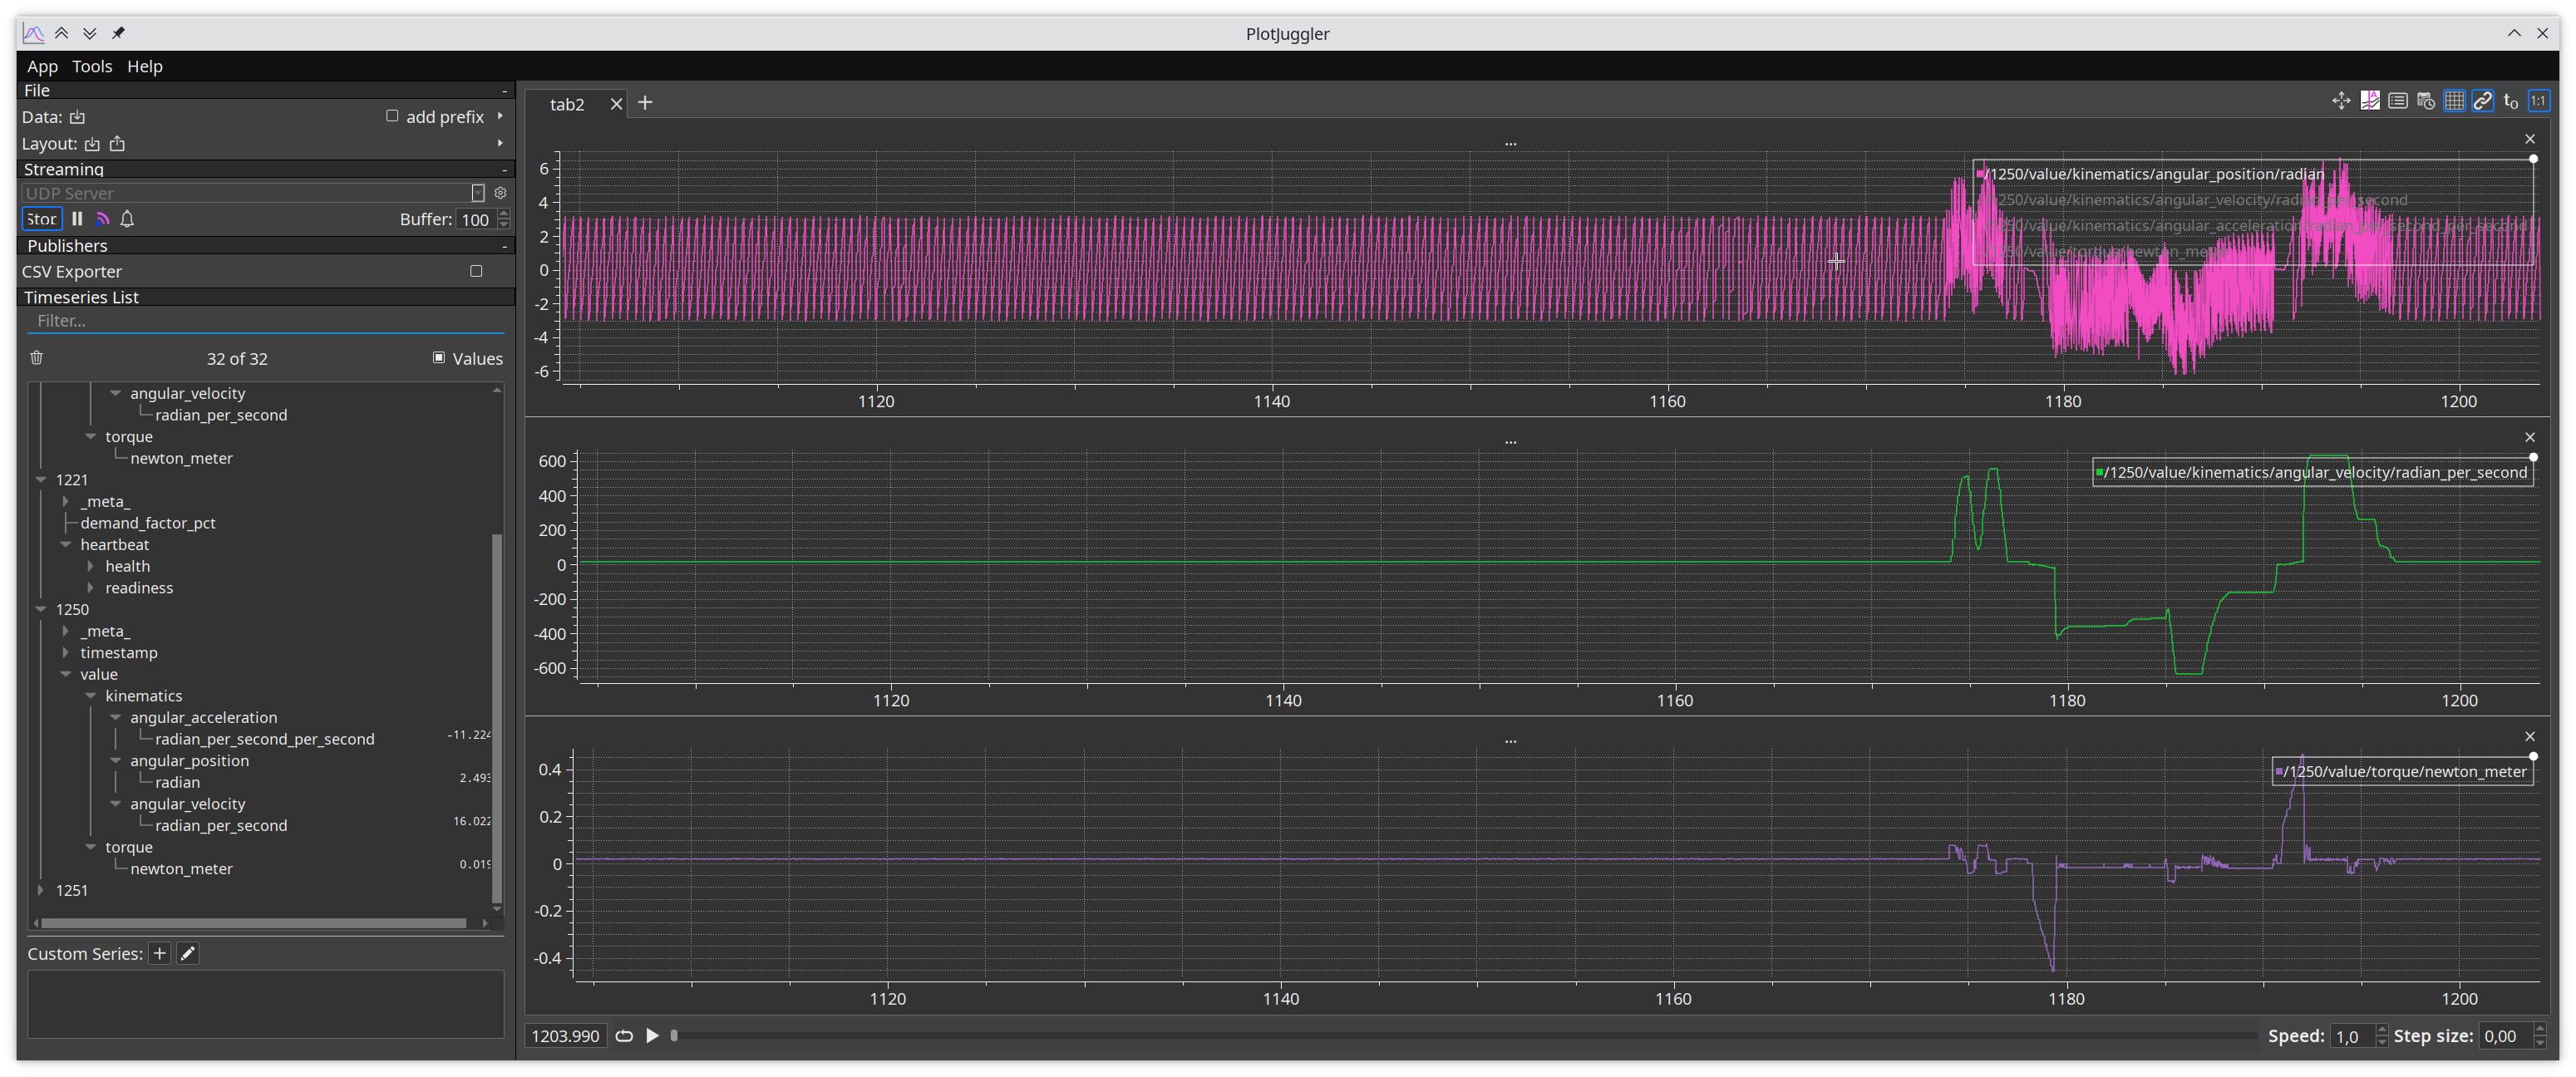 PlotJuggler
App Tools Help
File -
Data: add prefix
Layout:
Streaming -
UDP Server
Stop Buffer: 100
Publishers -
CSV Exporter
Timeseries List
Filter...
32 of 32 Values
angular_velocity
radian_per_second
torque
newton_meter
1221
_meta_
demand_factor_pct
heartbeat
health
readiness
1250
_meta_
timestamp
value
kinematics
angular_acceleration
radian_per_second_per_second -11.224
angular_position
radian 2.493
angular_velocity
radian_per_second 16.022
torque
newton_meter 0.019
1251
Custom Series:
tab2
t0 1:1
...
/1250/value/kinematics/angular_position/radian
/1250/value/kinematics/angular_velocity/radian_per_second
/1250/value/kinematics/angular_acceleration/radian_per_second_per_second
/1250/value/torque/newton_meter
6
4
2
0
-2
-4
-6
1120 1140 1160 1180 1200
...
/1250/value/kinematics/angular_velocity/radian_per_second
600
400
200
0
-200
-400
-600
1120 1140 1160 1180 1200
...
/1250/value/torque/newton_meter
0.4
0.2
0
-0.2
-0.4
1120 1140 1160 1180 1200
1203.990 Speed: 1,0 Step size: 0,00